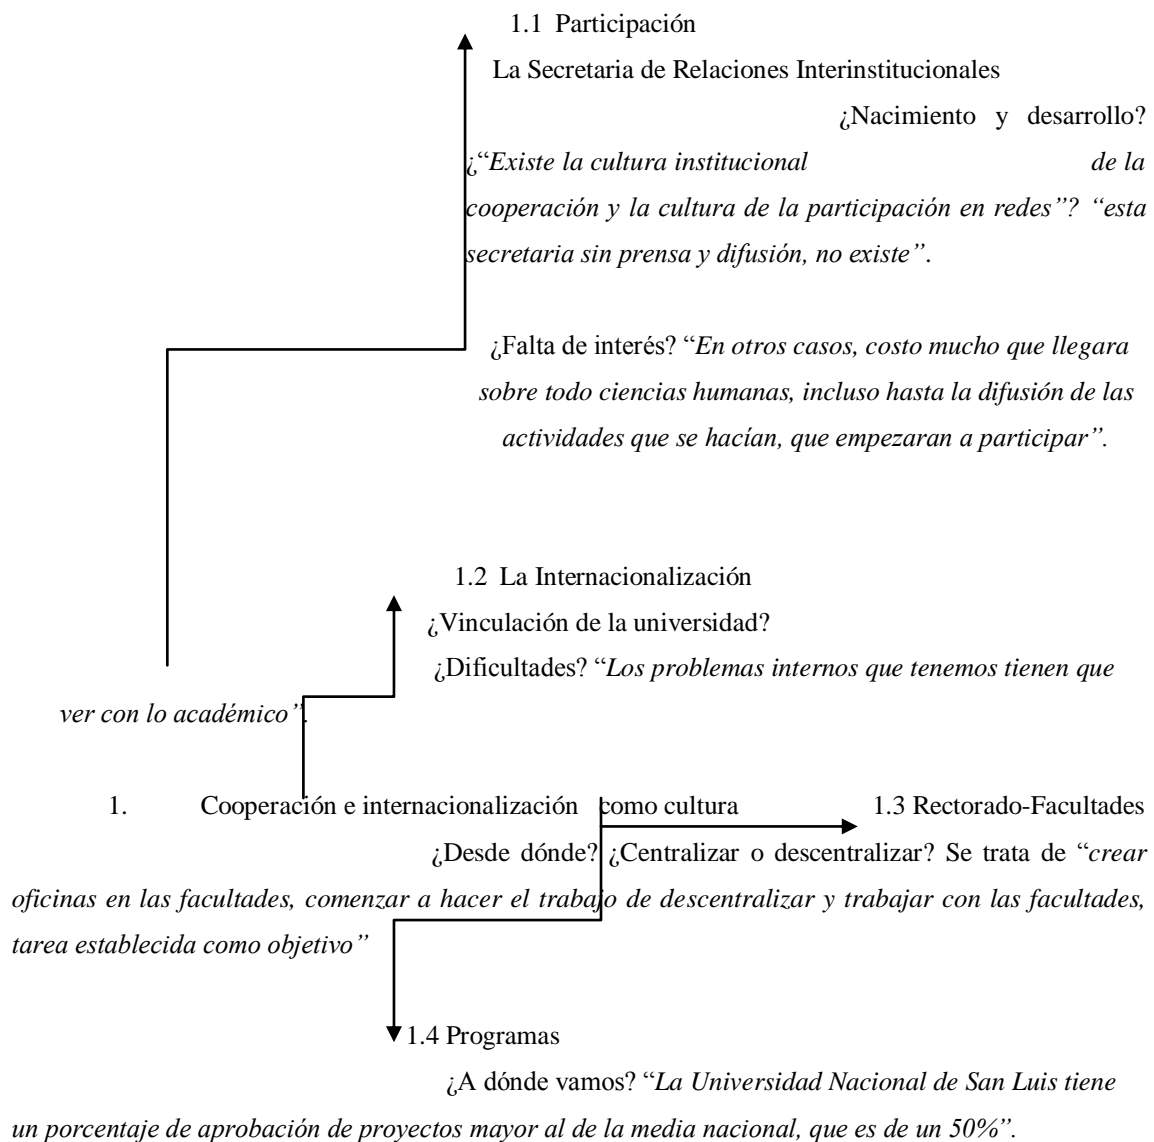 1.1 Participación
La Secretaria de Relaciones Interinstitucionales
¿Nacimiento y desarrollo?
¿“Existe la cultura institucional de la
cooperación y la cultura de la participación en redes”? “esta
secretaria sin prensa y difusión, no existe”.
¿Falta de interés? “En otros casos, costo mucho que llegara
sobre todo ciencias humanas, incluso hasta la difusión de las
actividades que se hacían, que empezaran a participar”.
1.2 La Internacionalización
¿Vinculación de la universidad?
¿Dificultades? “Los problemas internos que tenemos tienen que
ver con lo académico”.
1. Cooperación e internacionalización como cultura 1.3 Rectorado-Facultades
¿Desde dónde? ¿Centralizar o descentralizar? Se trata de “crear
oficinas en las facultades, comenzar a hacer el trabajo de descentralizar y trabajar con las facultades,
tarea establecida como objetivo”
1.4 Programas
¿A dónde vamos? “La Universidad Nacional de San Luis tiene
un porcentaje de aprobación de proyectos mayor al de la media nacional, que es de un 50%”.